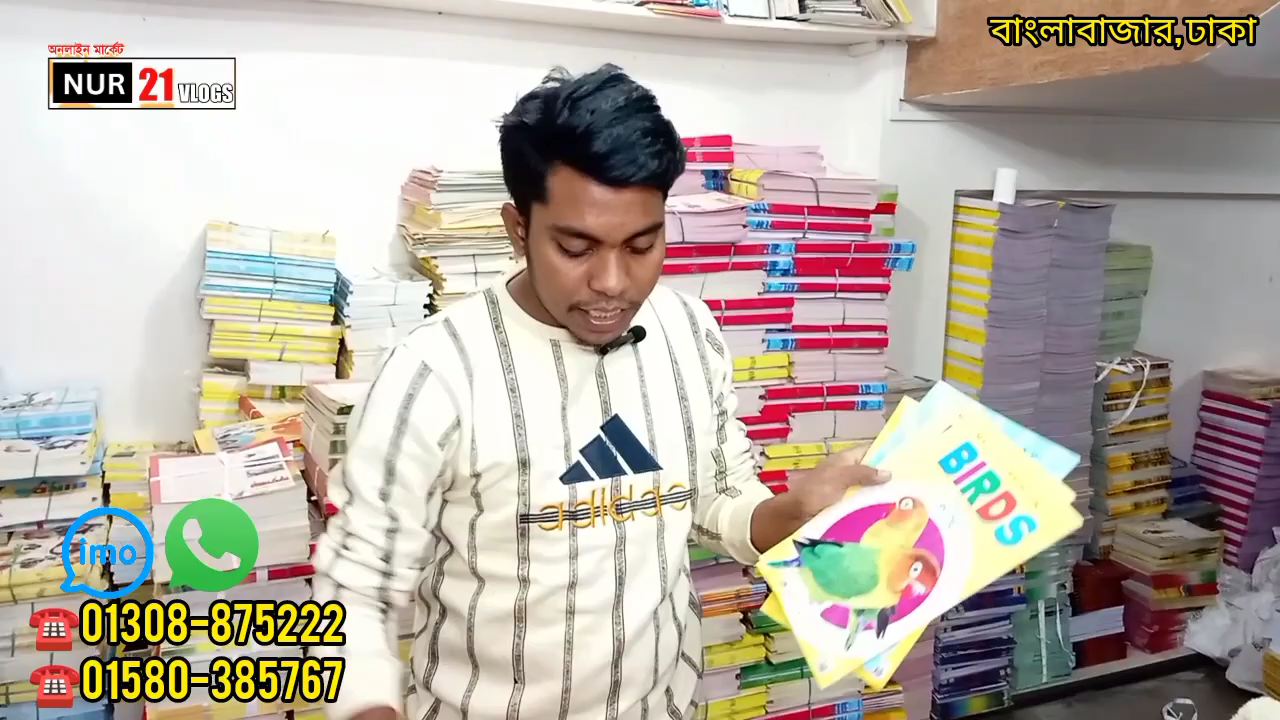 অনলাইন মার্কেট
NUR 21 VLOGS
বাংলাবাজার,ঢাকা
BIRDS
adidas
imo
01308-875222
01580-385767